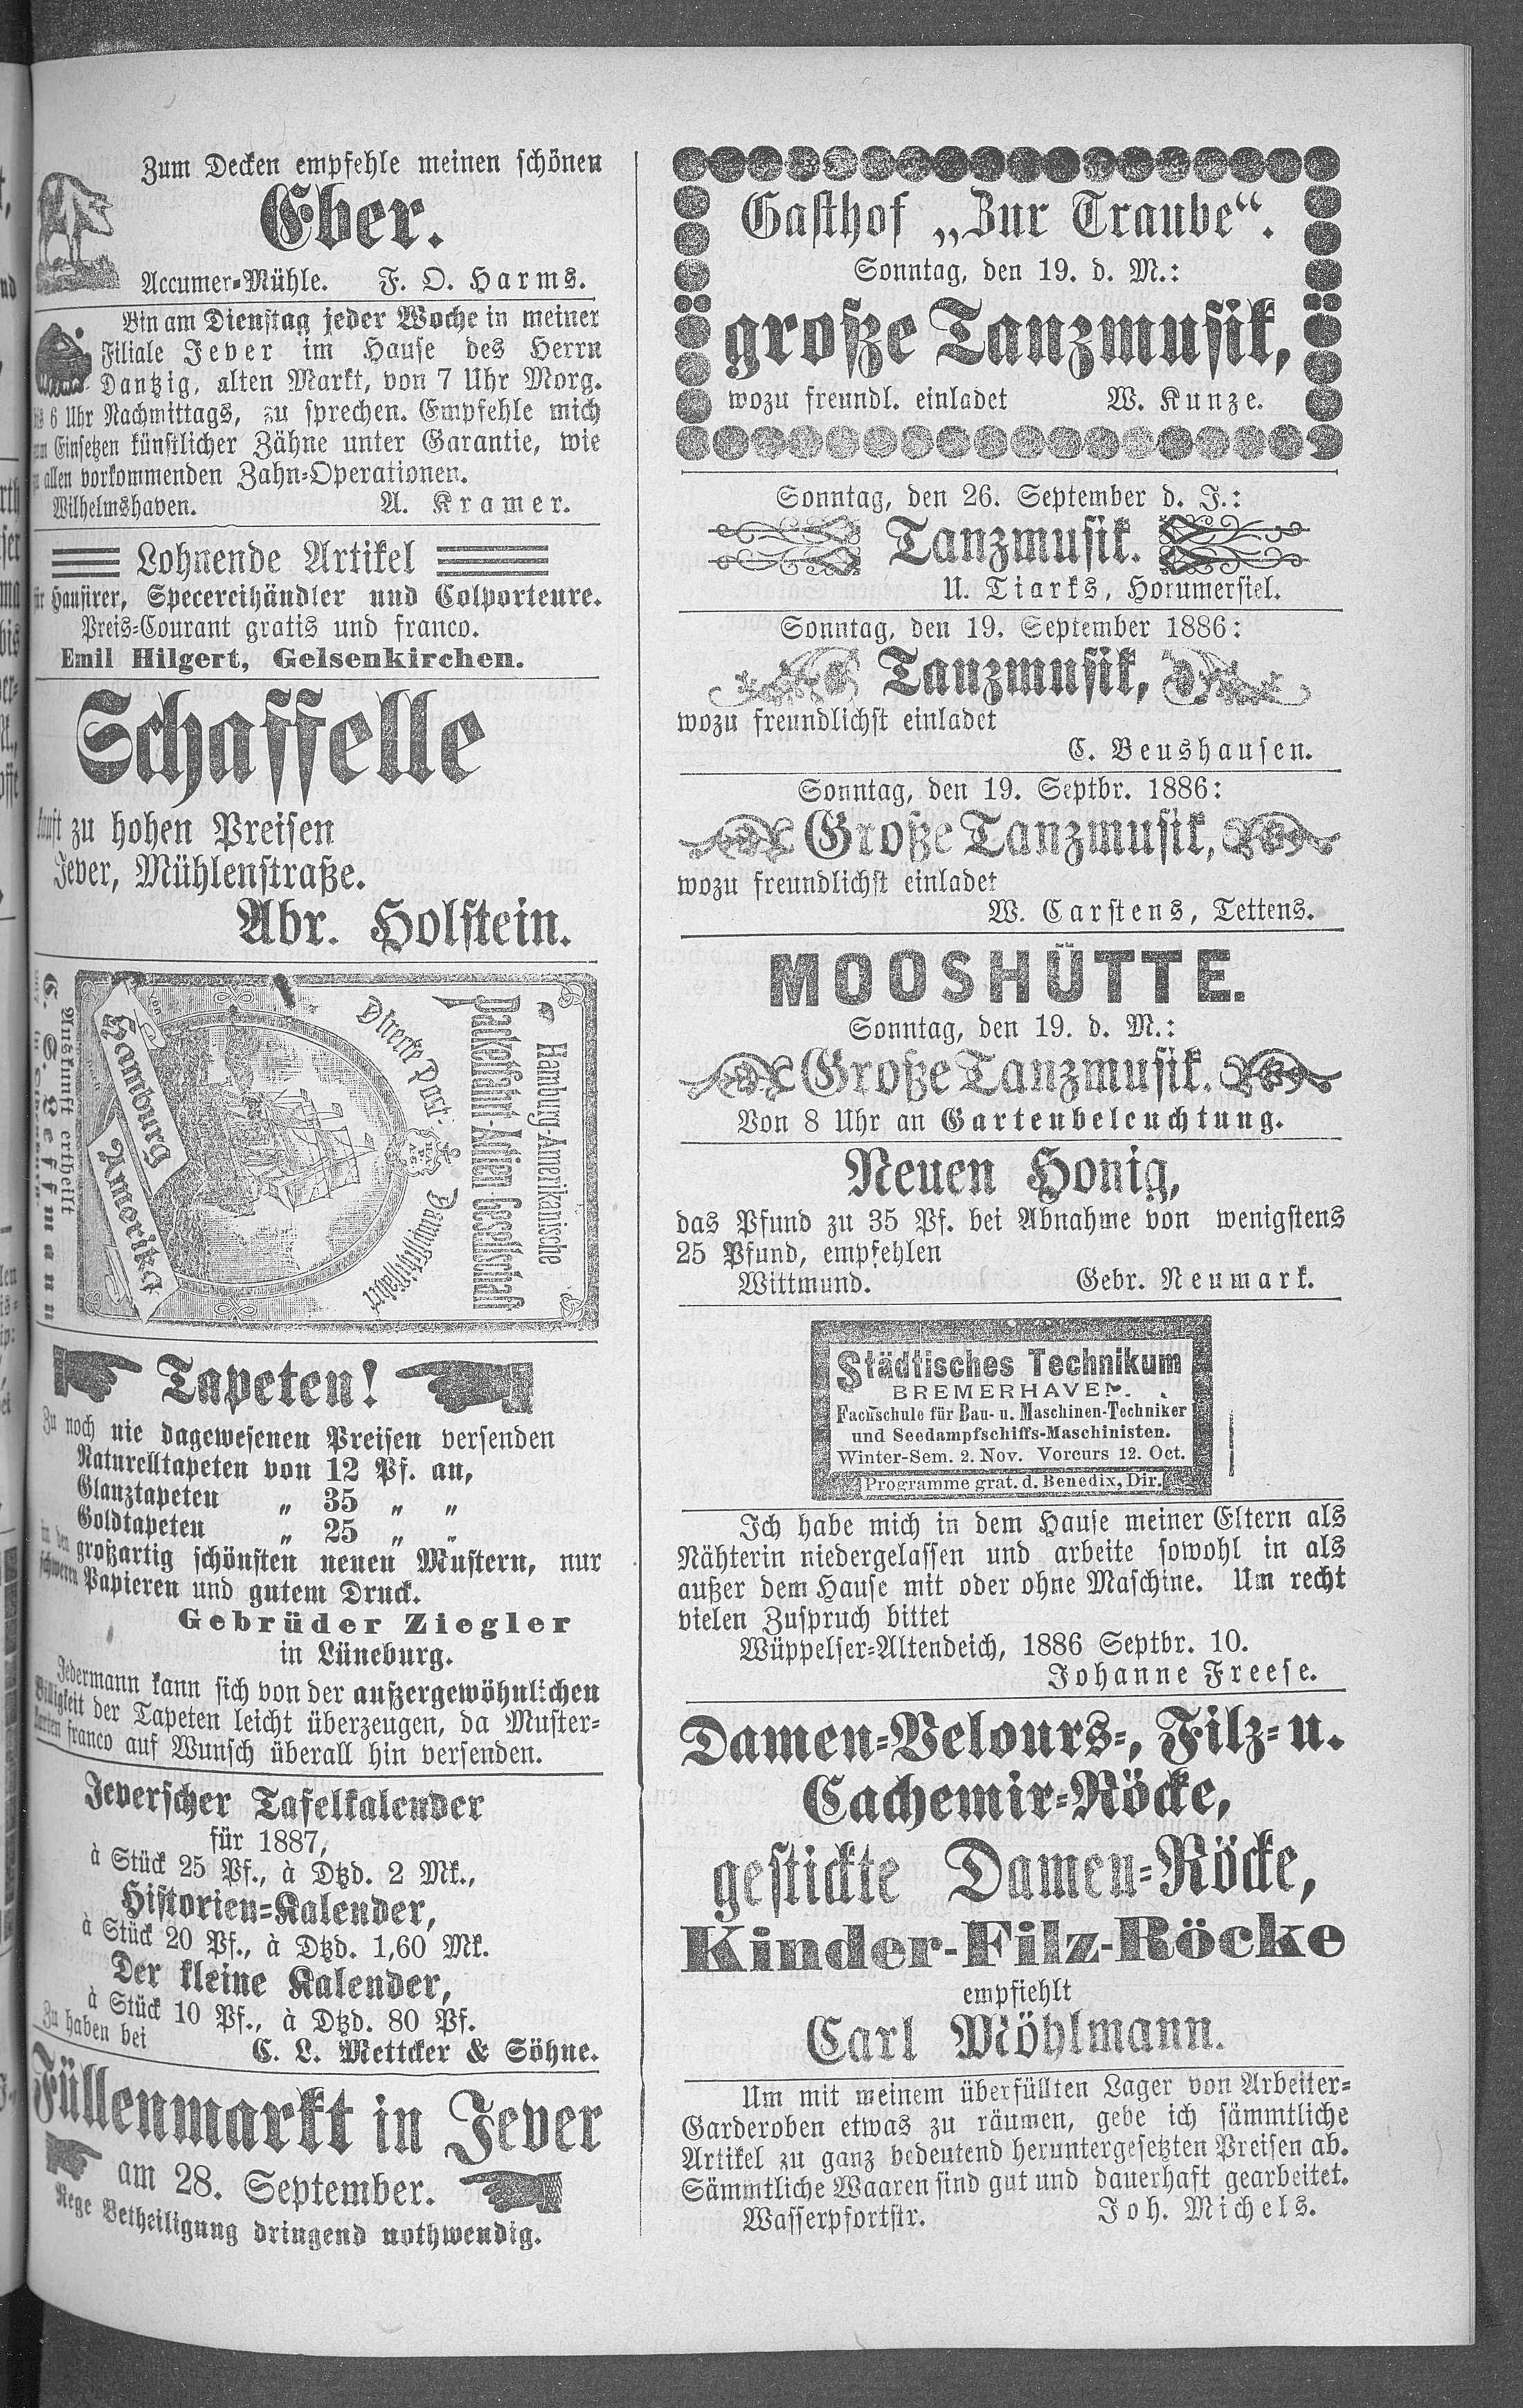 Zum Decken empfehle meinen schönen
Eber.
Accumer-Mühle. F. O. Harms.
Bin am Dienstag jeder Woche in meiner
Filiale Jever im Hause des Herrn
Dantzig, alten Markt, von 7 Uhr Morg.
bis 6 Uhr Nachmittags, zu sprechen. Empfehle mich
zum Einsetzen künstlicher Zähne unter Garantie, wie
zu allen vorkommenden Zahn-Operationen.
Wilhelmshaven. A. Kramer.
Lohnende Artikel
für Hausirer, Specereihändler und Colporteure.
Preis-Courant gratis und franco.
Emil Hilgert, Gelsenkirchen.
Schaffelle
kauft zu hohen Preisen
Jever, Mühlenstraße.
Abr. Holstein.
Hamburg-Amerikanische
Packetfahrt-Actien-Gesellschaft
Directe Post-Dampfschiffahrt
von Hamburg nach Amerika
Auskunft ertheilt
Tapeten!
Zu noch nie dagewesenen Preisen versenden
Naturelltapeten von 12 Pf. an,
Glanztapeten „ 35 „ „
Goldtapeten „ 25 „ „
in den großartig schönsten neuen Mustern, nur
schweren Papieren und gutem Druck.
Gebrüder Ziegler
in Lüneburg.
Jedermann kann sich von der außergewöhnlichen
Billigkeit der Tapeten leicht überzeugen, da Muster-
karten franco auf Wunsch überall hin versenden.
Jeverscher Tafelkalender
für 1887,
à Stück 25 Pf., à Dtzd. 2 Mk.,
Historien-Kalender,
à Stück 20 Pf., à Dtzd. 1,60 Mk.
Der kleine Kalender,
à Stück 10 Pf., à Dtzd. 80 Pf.
Zu haben bei
C. L. Mettcker & Söhne.
Füllenmarkt in Jever
am 28. September.
Rege Betheiligung dringend nothwendig.
Gasthof „Zur Traube“.
Sonntag, den 19. d. M.:
große Tanzmusik,
wozu freundl. einladet W. Kunze.
Sonntag, den 26. September d. J.:
Tanzmusik.
U. Tiarks, Horumersiel.
Sonntag, den 19. September 1886:
Tanzmusik,
wozu freundlichst einladet
C. Beushausen.
Sonntag, den 19. Septbr. 1886:
Große Tanzmusik,
wozu freundlichst einladet
W. Carstens, Tettens.
MOOSHÜTTE.
Sonntag, den 19. d. M.:
Große Tanzmusik.
Von 8 Uhr an Gartenbeleuchtung.
Neuen Honig,
das Pfund zu 35 Pf. bei Abnahme von wenigstens
25 Pfund, empfehlen
Wittmund. Gebr. Neumark.
Städtisches Technikum
BREMERHAVEN.
Fachschule für Bau- u. Maschinen-Techniker
und Seedampfschiffs-Maschinisten.
Winter-Sem. 2. Nov. Vorcurs 12. Oct.
Programme grat. d. Benedix, Dir.
Ich habe mich in dem Hause meiner Eltern als
Nähterin niedergelassen und arbeite sowohl in als
außer dem Hause mit oder ohne Maschine. Um recht
vielen Zuspruch bittet
Wüppelser-Altendeich, 1886 Septbr. 10.
Johanne Freese.
Damen-Velours-, Filz- u.
Cachemir-Röcke,
gestickte Damen-Röcke,
Kinder-Filz-Röcke
empfiehlt
Carl Möhlmann.
Um mit meinem überfüllten Lager von Arbeiter-
Garderoben etwas zu räumen, gebe ich sämmtliche
Artikel zu ganz bedeutend heruntergesetzten Preisen ab.
Sämmtliche Waaren sind gut und dauerhaft gearbeitet.
Wasserpfortstr. Joh. Michels.